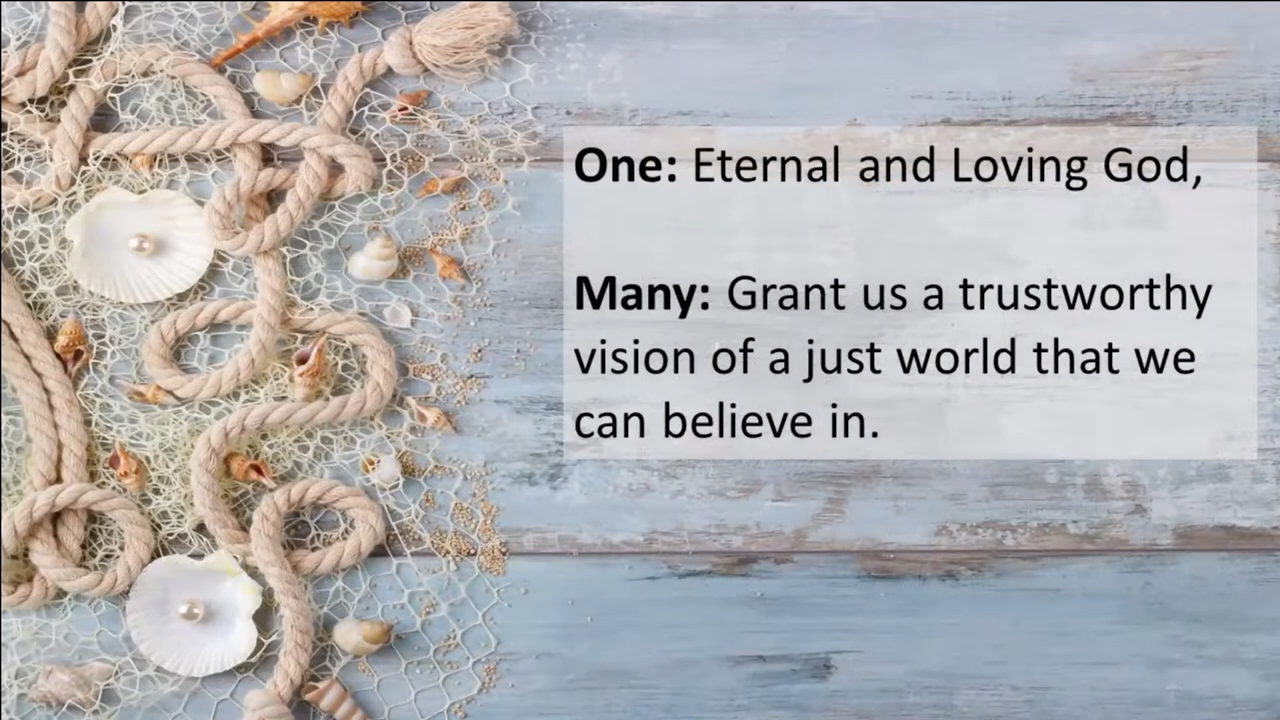 One: Eternal and Loving God,
Many: Grant us a trustworthy
vision of a just world that we
can believe in.